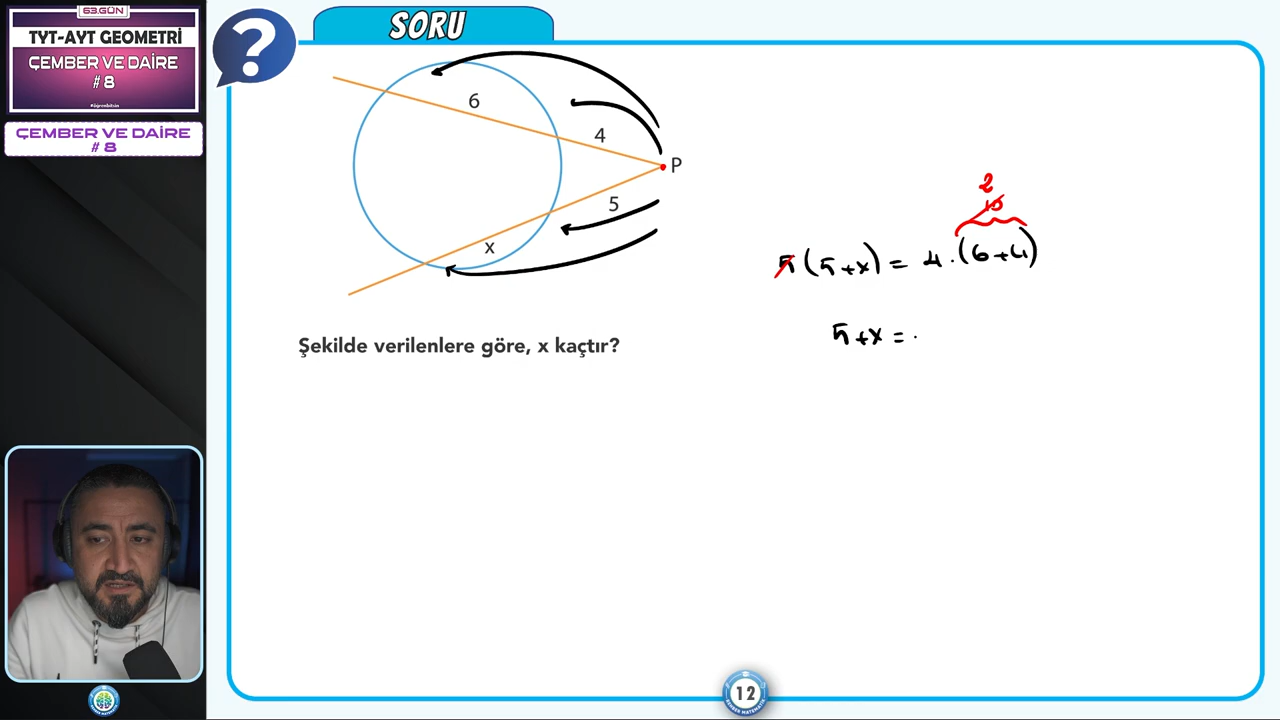 63.GÜN
TYT-AYT GEOMETRİ
ÇEMBER VE DAİRE
# 8
#ogrenbitsin
ÇEMBER VE DAİRE
# 8
?
SORU
6
4
P
5
x
2
10
5(5+x) = 4.(6+4)
5+x = .
Şekilde verilenlere göre, x kaçtır?
12